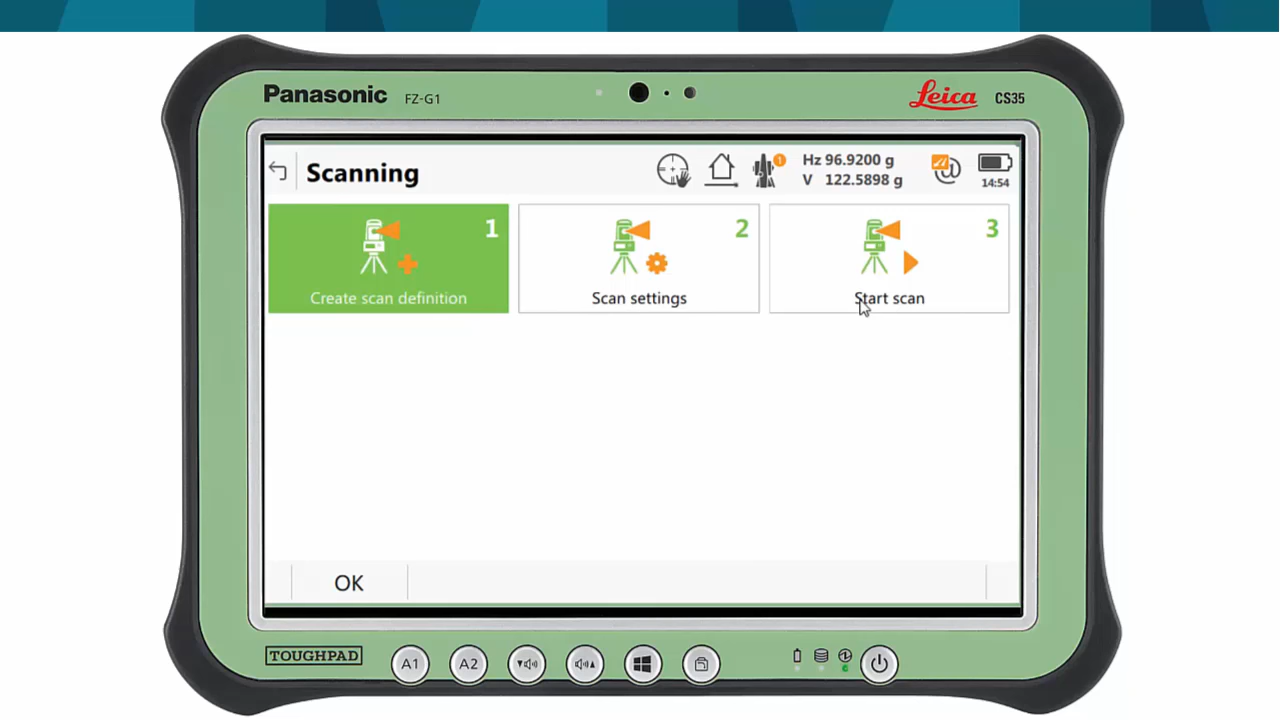 Panasonic FZ-G1
Leica CS35
Scanning
Hz 96.9200 g
V 122.5898 g
1
@
14:54
1
2
3
Create scan definition
Scan settings
Start scan
OK
TOUGHPAD
A1
A2